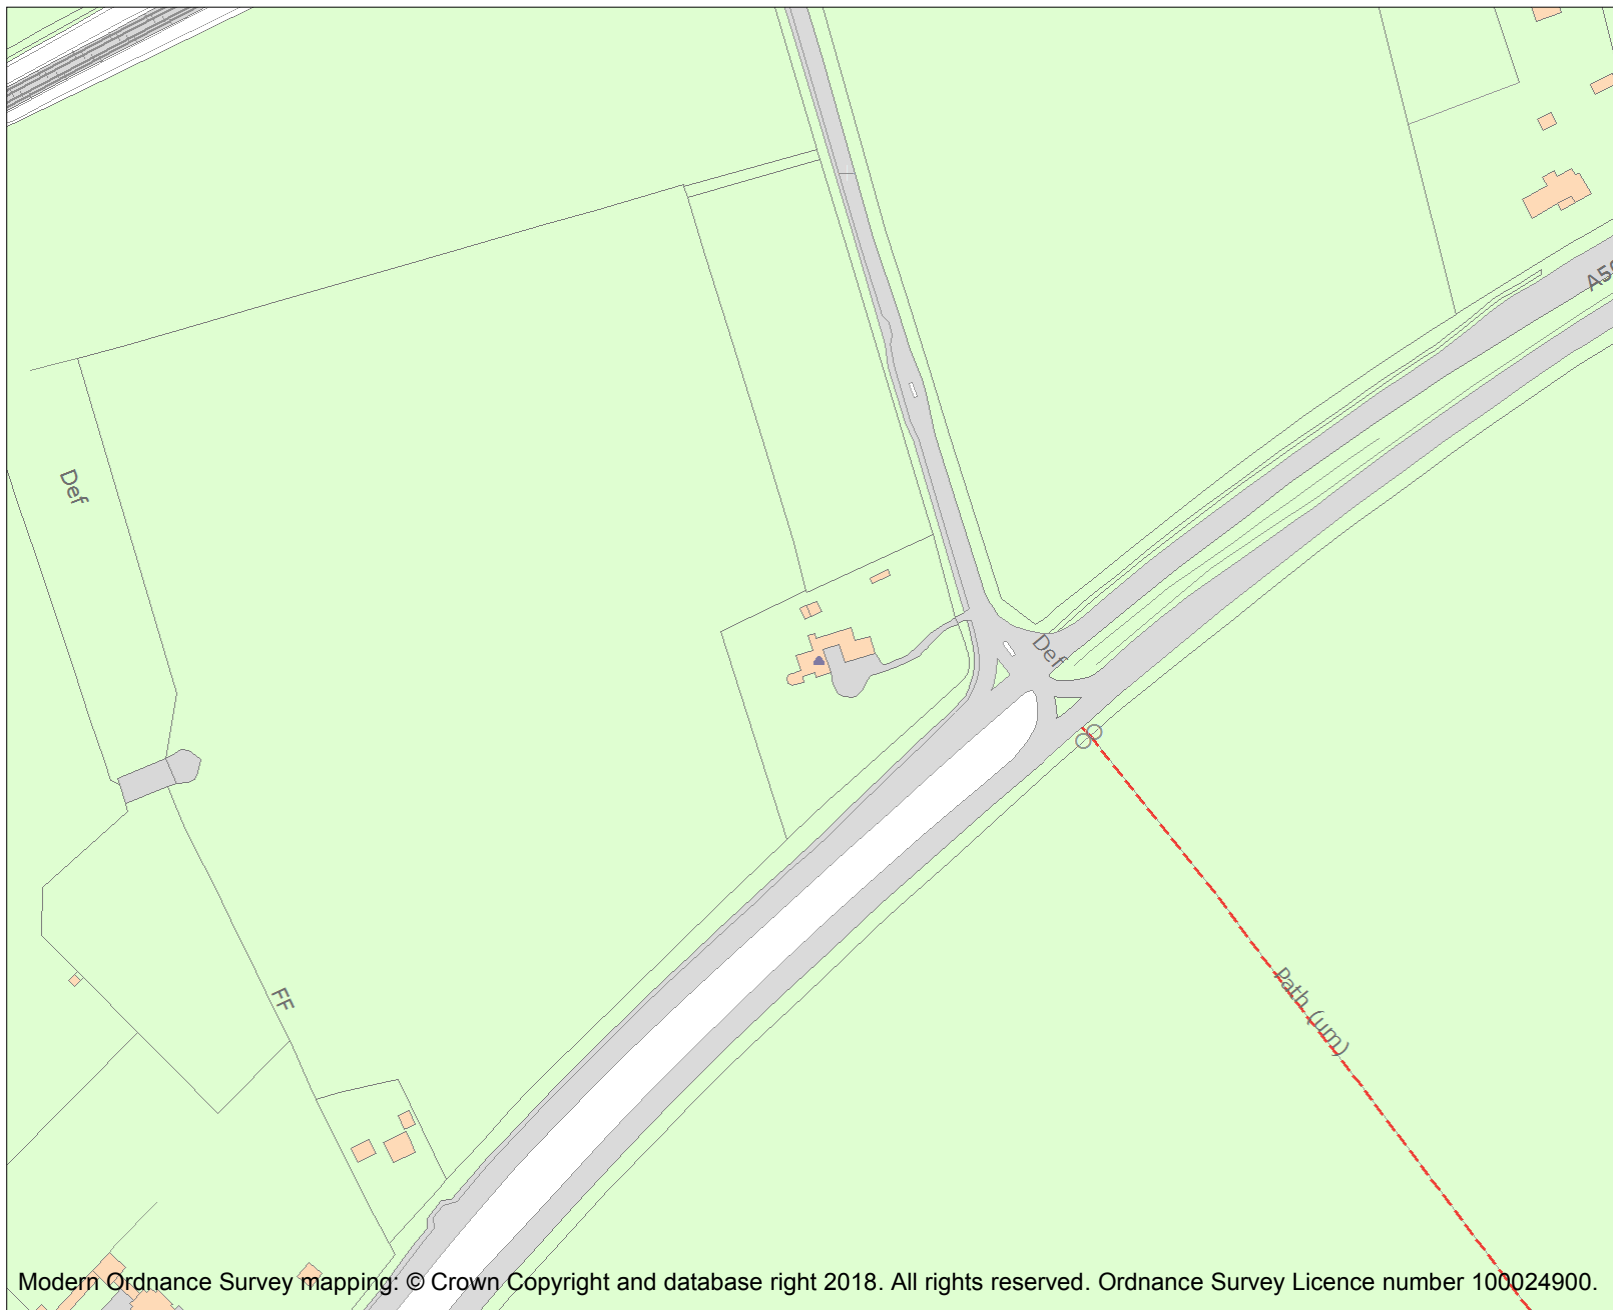 Def
Def
Path (um)
FF
Modern Ordnance Survey mapping: © Crown Copyright and database right 2018. All rights reserved. Ordnance Survey Licence number 100024900.